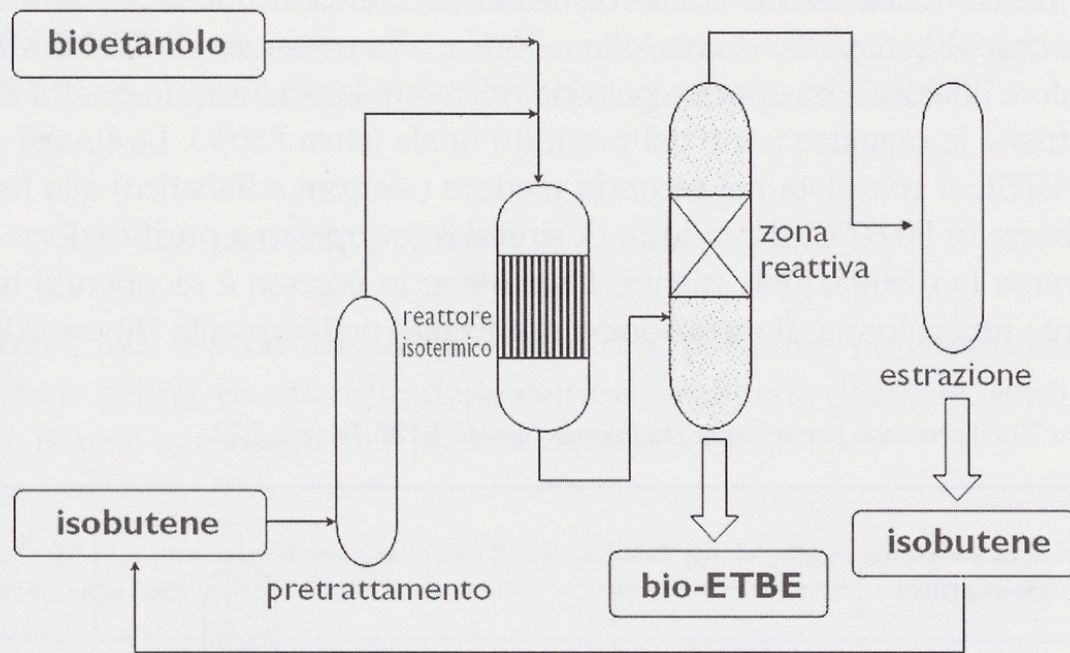 bioetanolo
reattore
isotermico
zona
reattiva
estrazione
isobutene
pretrattamento
bio-ETBE
isobutene